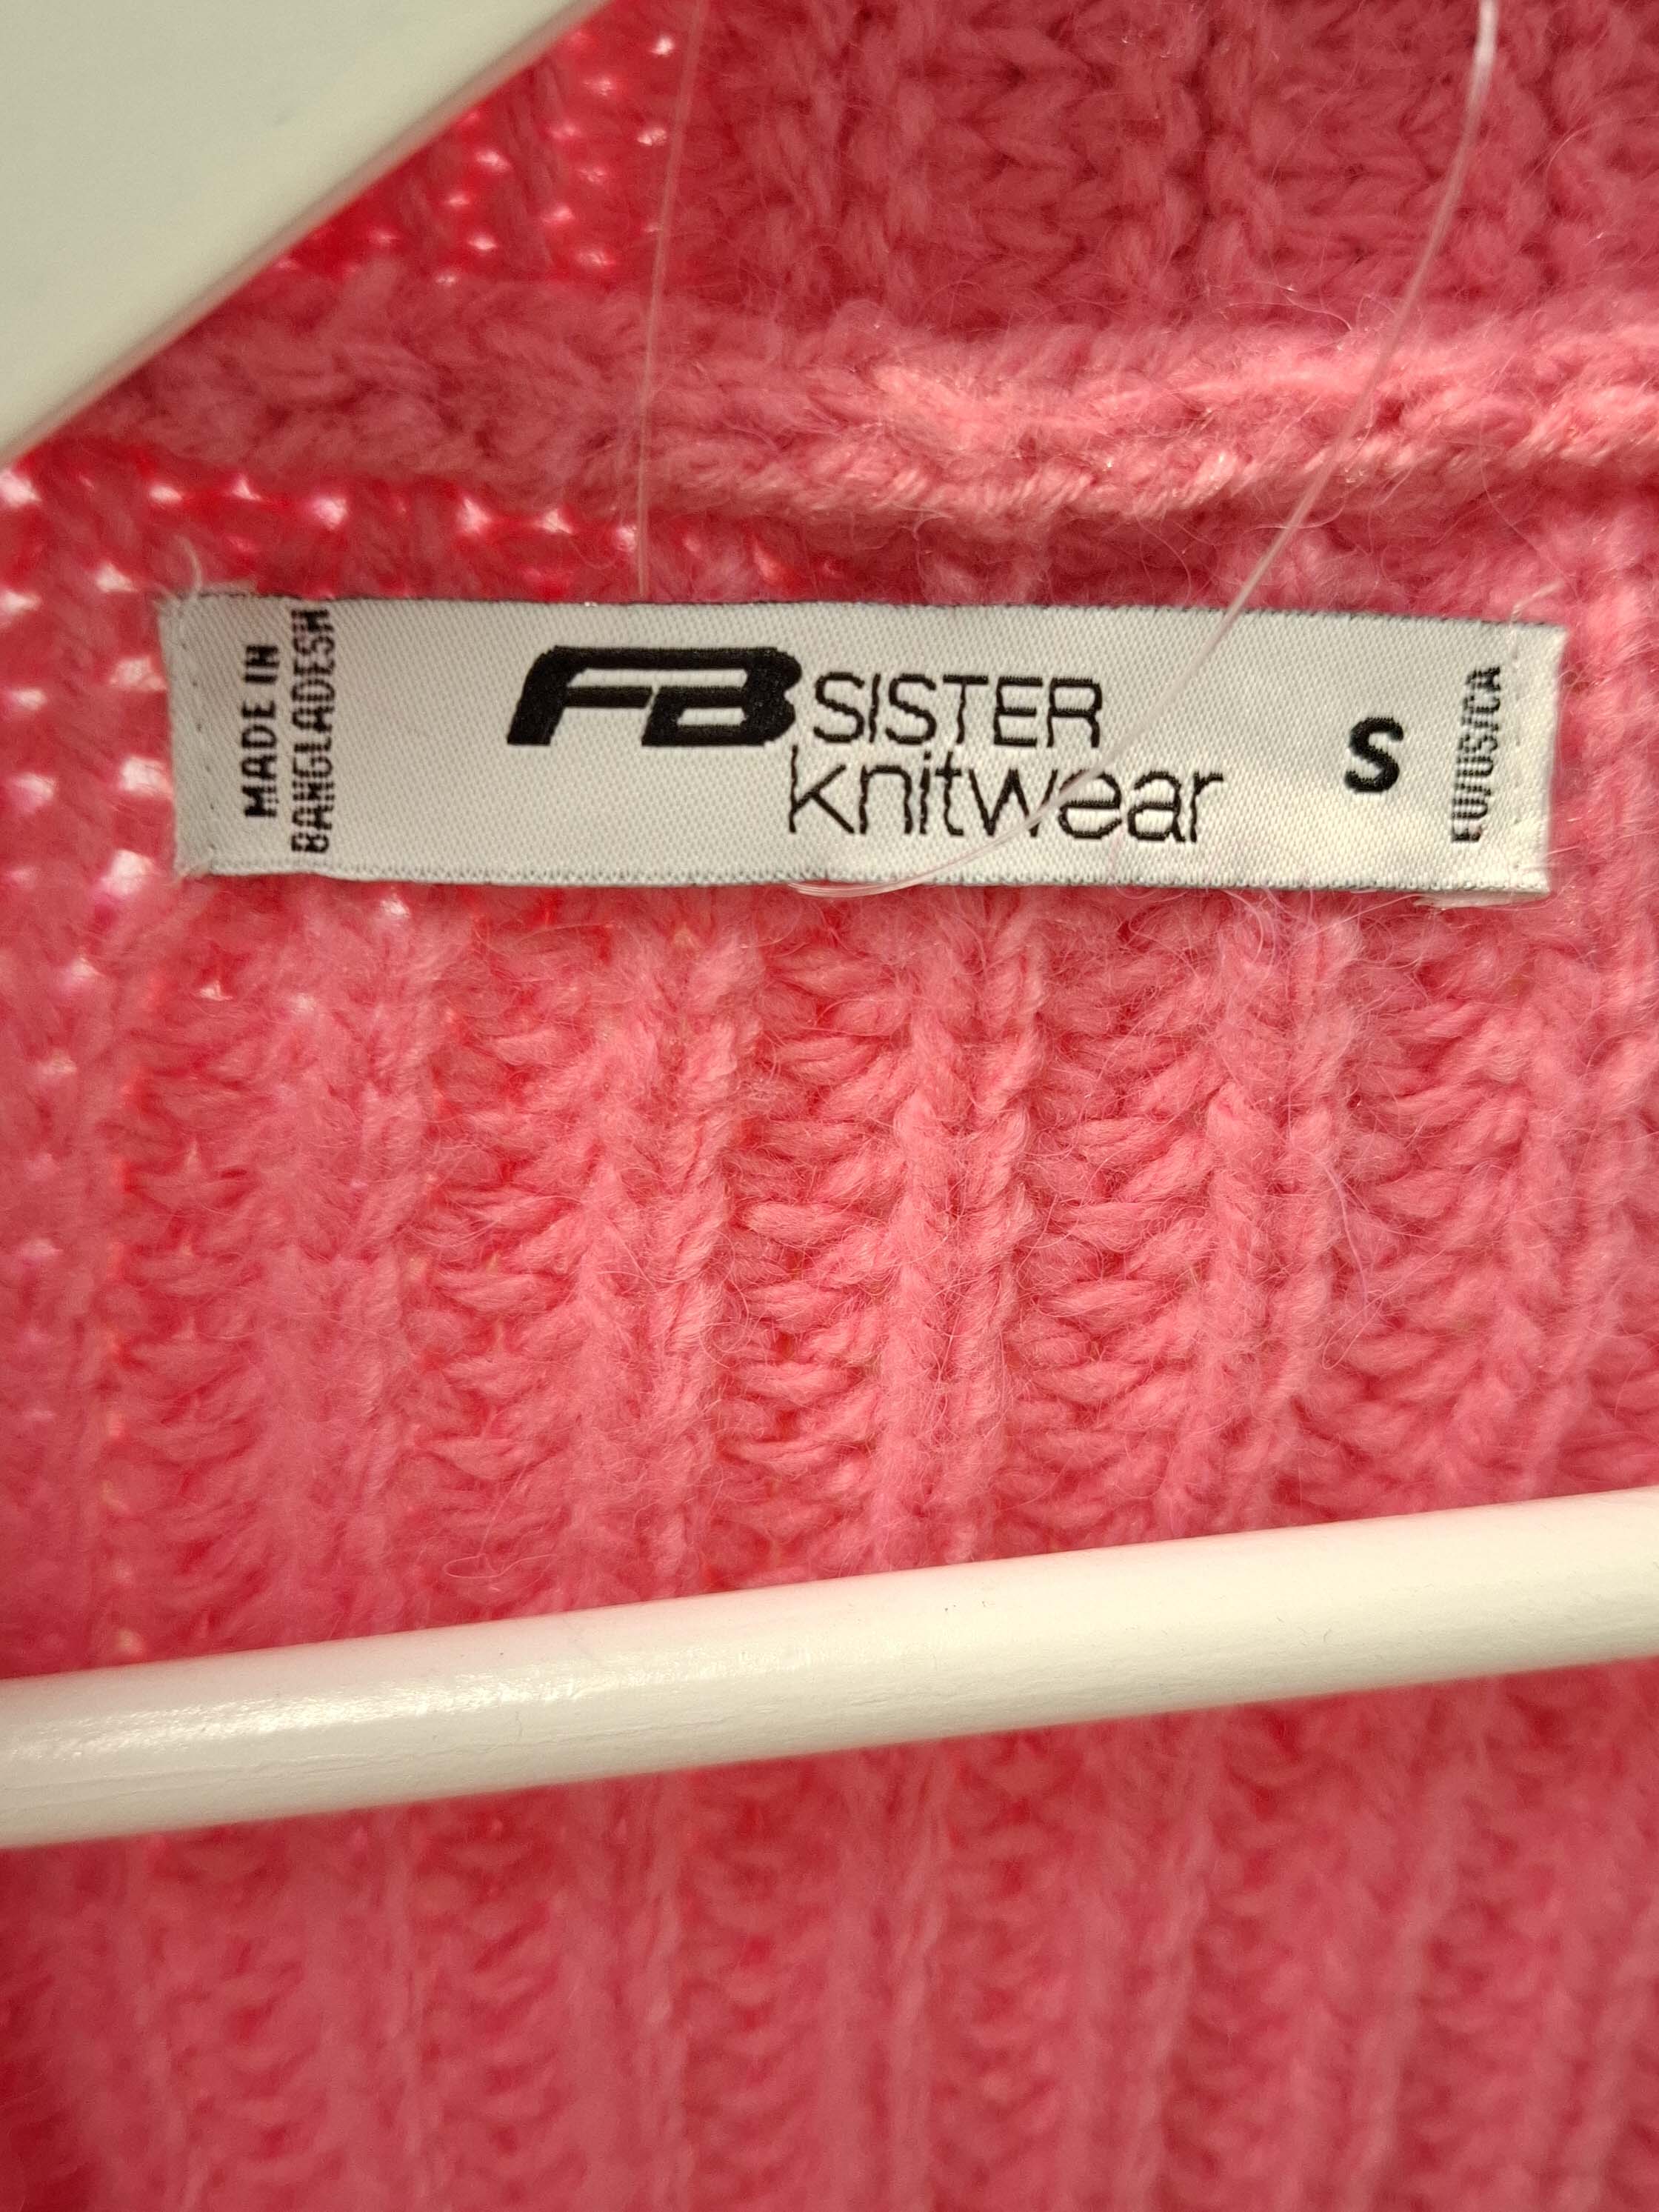 MADE IN
BANGLADESH
FB SISTER
knitwear
S
EU/US/CA